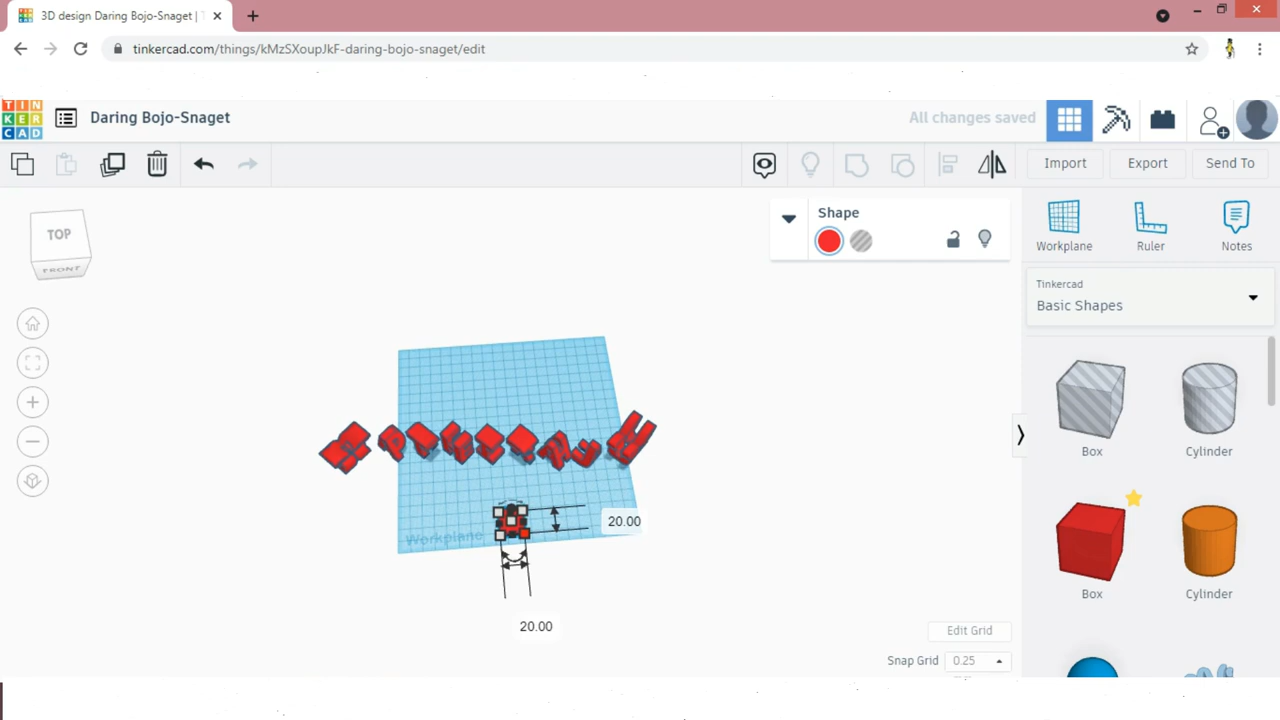 3D design Daring Bojo-Snaget | T
tinkercad.com/things/kMzSXoupJkF-daring-bojo-snaget/edit
TIN
KER
CAD
Daring Bojo-Snaget
All changes saved
Import
Export
Send To
TOP
FRONT
Shape
Workplane
Ruler
Notes
Tinkercad
Basic Shapes
Box
Cylinder
Box
Cylinder
Workplane
20.00
20.00
Edit Grid
Snap Grid
0.25